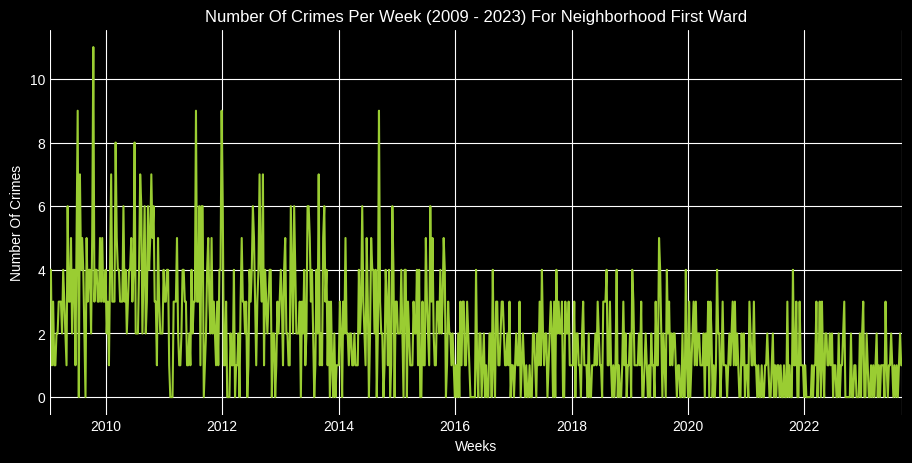 Number Of Crimes Per Week (2009 - 2023) For Neighborhood First Ward
Number Of Crimes
10
8
6
4
2
0
2010 2012 2014 2016 2018 2020 2022
Weeks